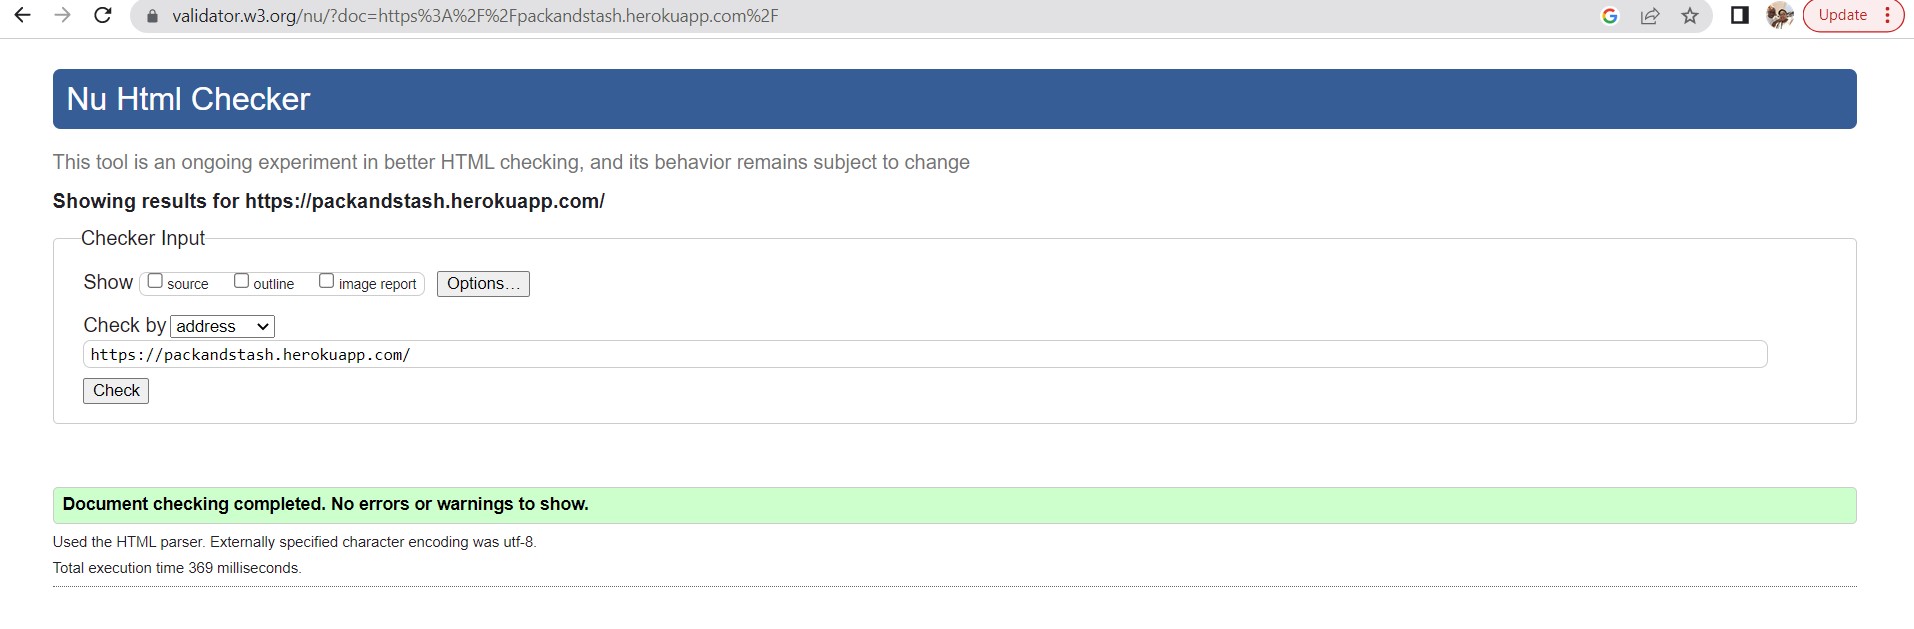 validator.w3.org/nu/?doc=https%3A%2F%2Fpackandstash.herokuapp.com%2F
Update
Nu Html Checker
This tool is an ongoing experiment in better HTML checking, and its behavior remains subject to change
Showing results for https://packandstash.herokuapp.com/
Checker Input
Show source outline image report Options…
Check by address
https://packandstash.herokuapp.com/
Check
Document checking completed. No errors or warnings to show.
Used the HTML parser. Externally specified character encoding was utf-8.
Total execution time 369 milliseconds.